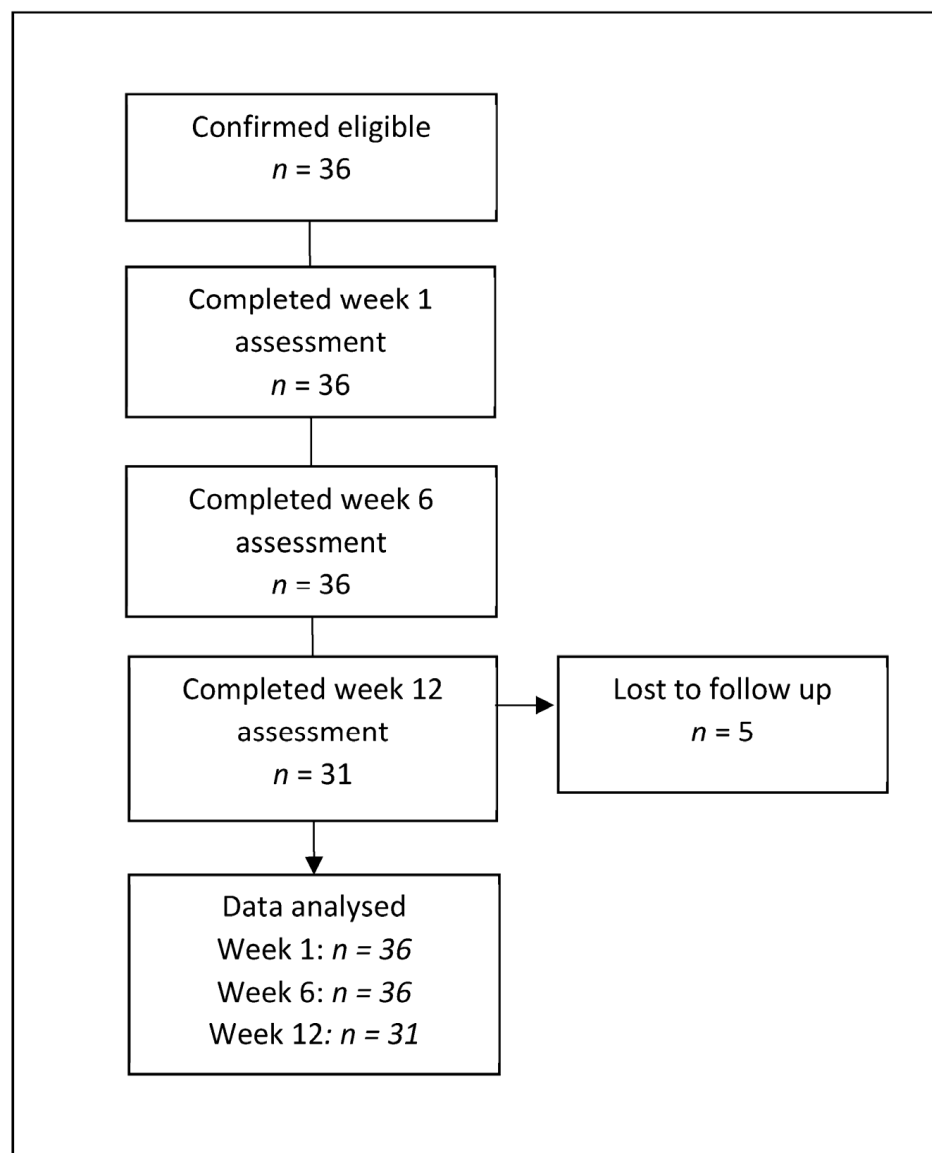 Confirmed eligible
n = 36
Completed week 1
assessment
n = 36
Completed week 6
assessment
n = 36
Completed week 12
assessment
n = 31
Lost to follow up
n = 5
Data analysed
Week 1: n = 36
Week 6: n = 36
Week 12: n = 31